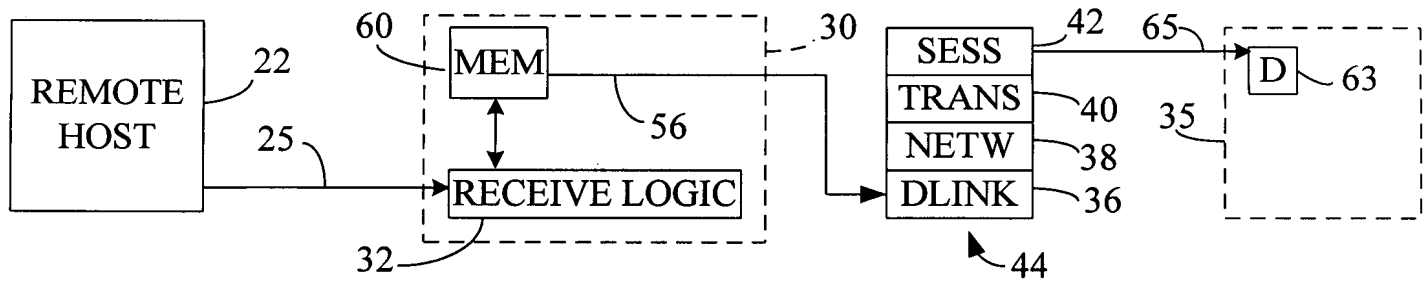 REMOTE
HOST
22
25
60
MEM
30
56
RECEIVE LOGIC
32
SESS
42
TRANS
40
NETW
38
DLINK
36
44
65
D
63
35